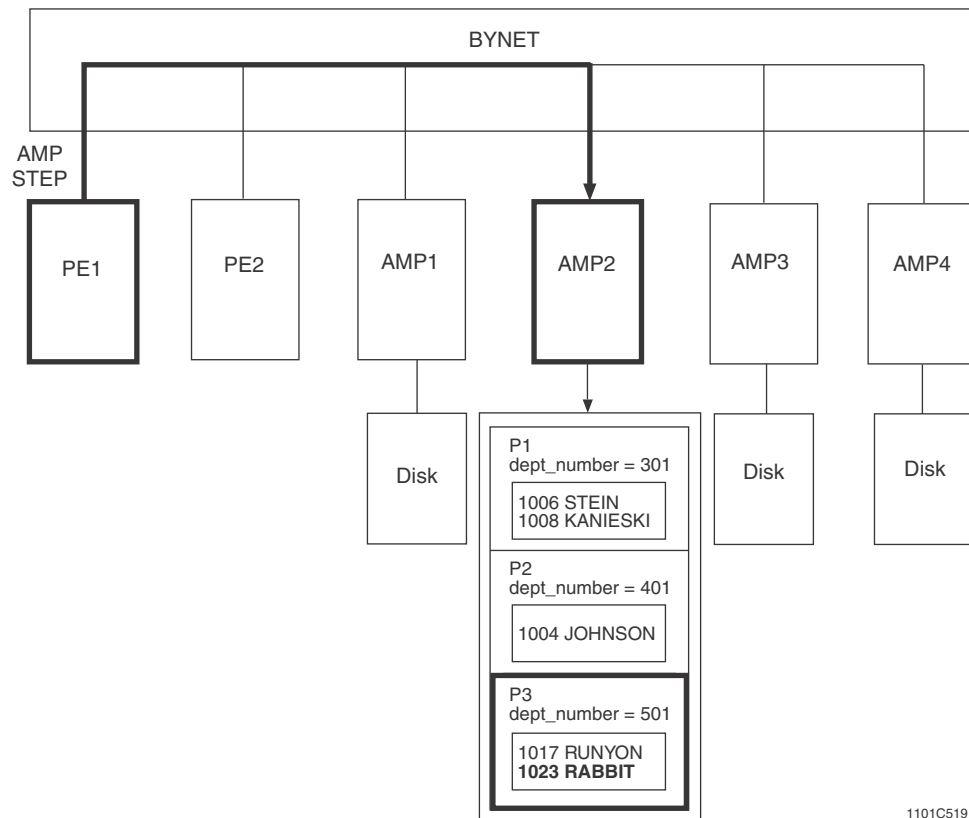 BYNET
AMP
STEP
PE1
PE2
AMP1
AMP2
AMP3
AMP4
Disk
P1
dept_number = 301
1006 STEIN
1008 KANIESKI
P2
dept_number = 401
1004 JOHNSON
P3
dept_number = 501
1017 RUNYON
1023 RABBIT
Disk
Disk
1101C519